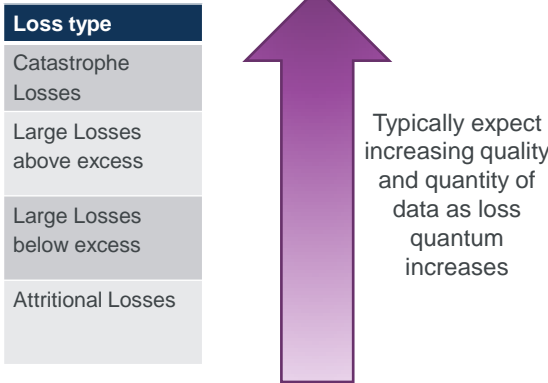 Loss type
Catastrophe
Losses
Large Losses
above excess
Large Losses
below excess
Attritional Losses
Typically expect
increasing quality
and quantity of
data as loss
quantum
increases